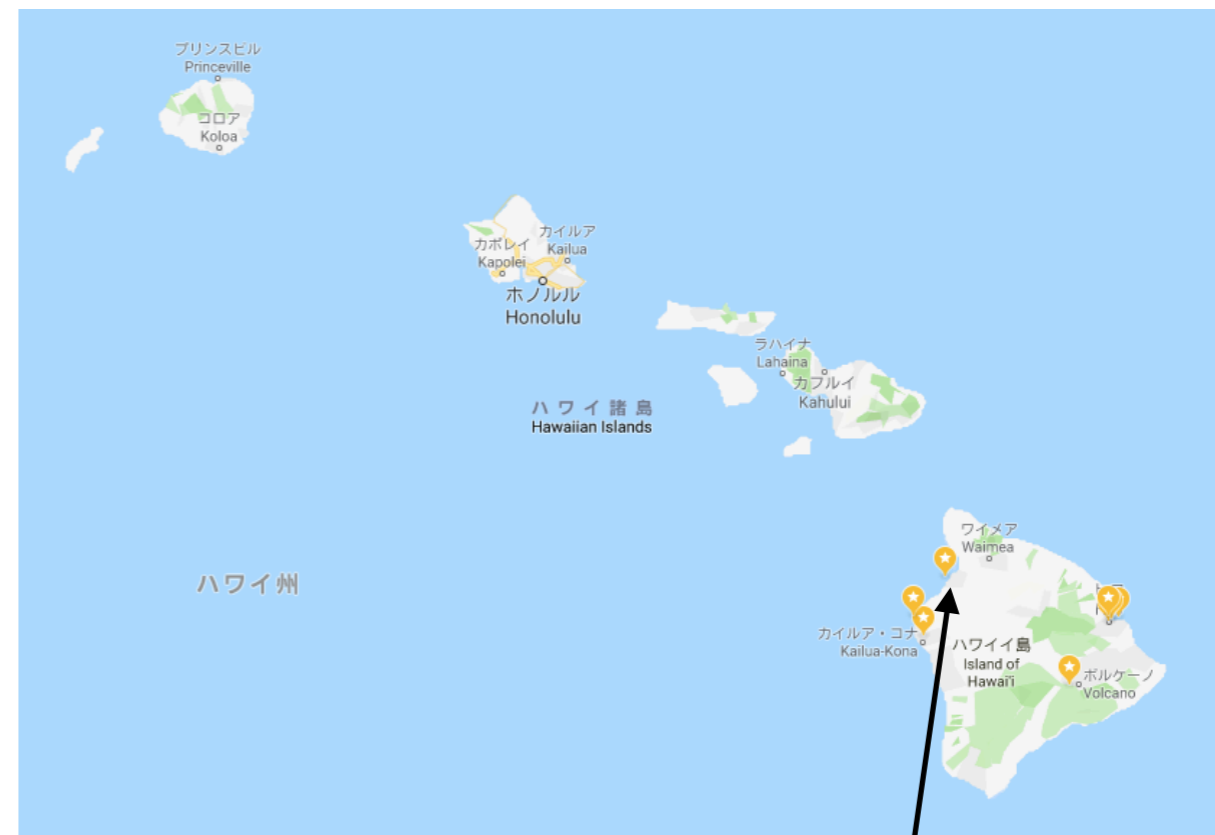 プリンスビル
Princeville
コロア
Koloa
カイルア
Kailua
カポレイ
Kapolei
ホノルル
Honolulu
ラハイナ
Lahaina
カフルイ
Kahului
ハワイ諸島
Hawaiian Islands
ワイメア
Waimea
ハワイ州
カイルア・コナ
Kailua-Kona
ハワイイ島
Island of
Hawai'i
ボルケーノ
Volcano